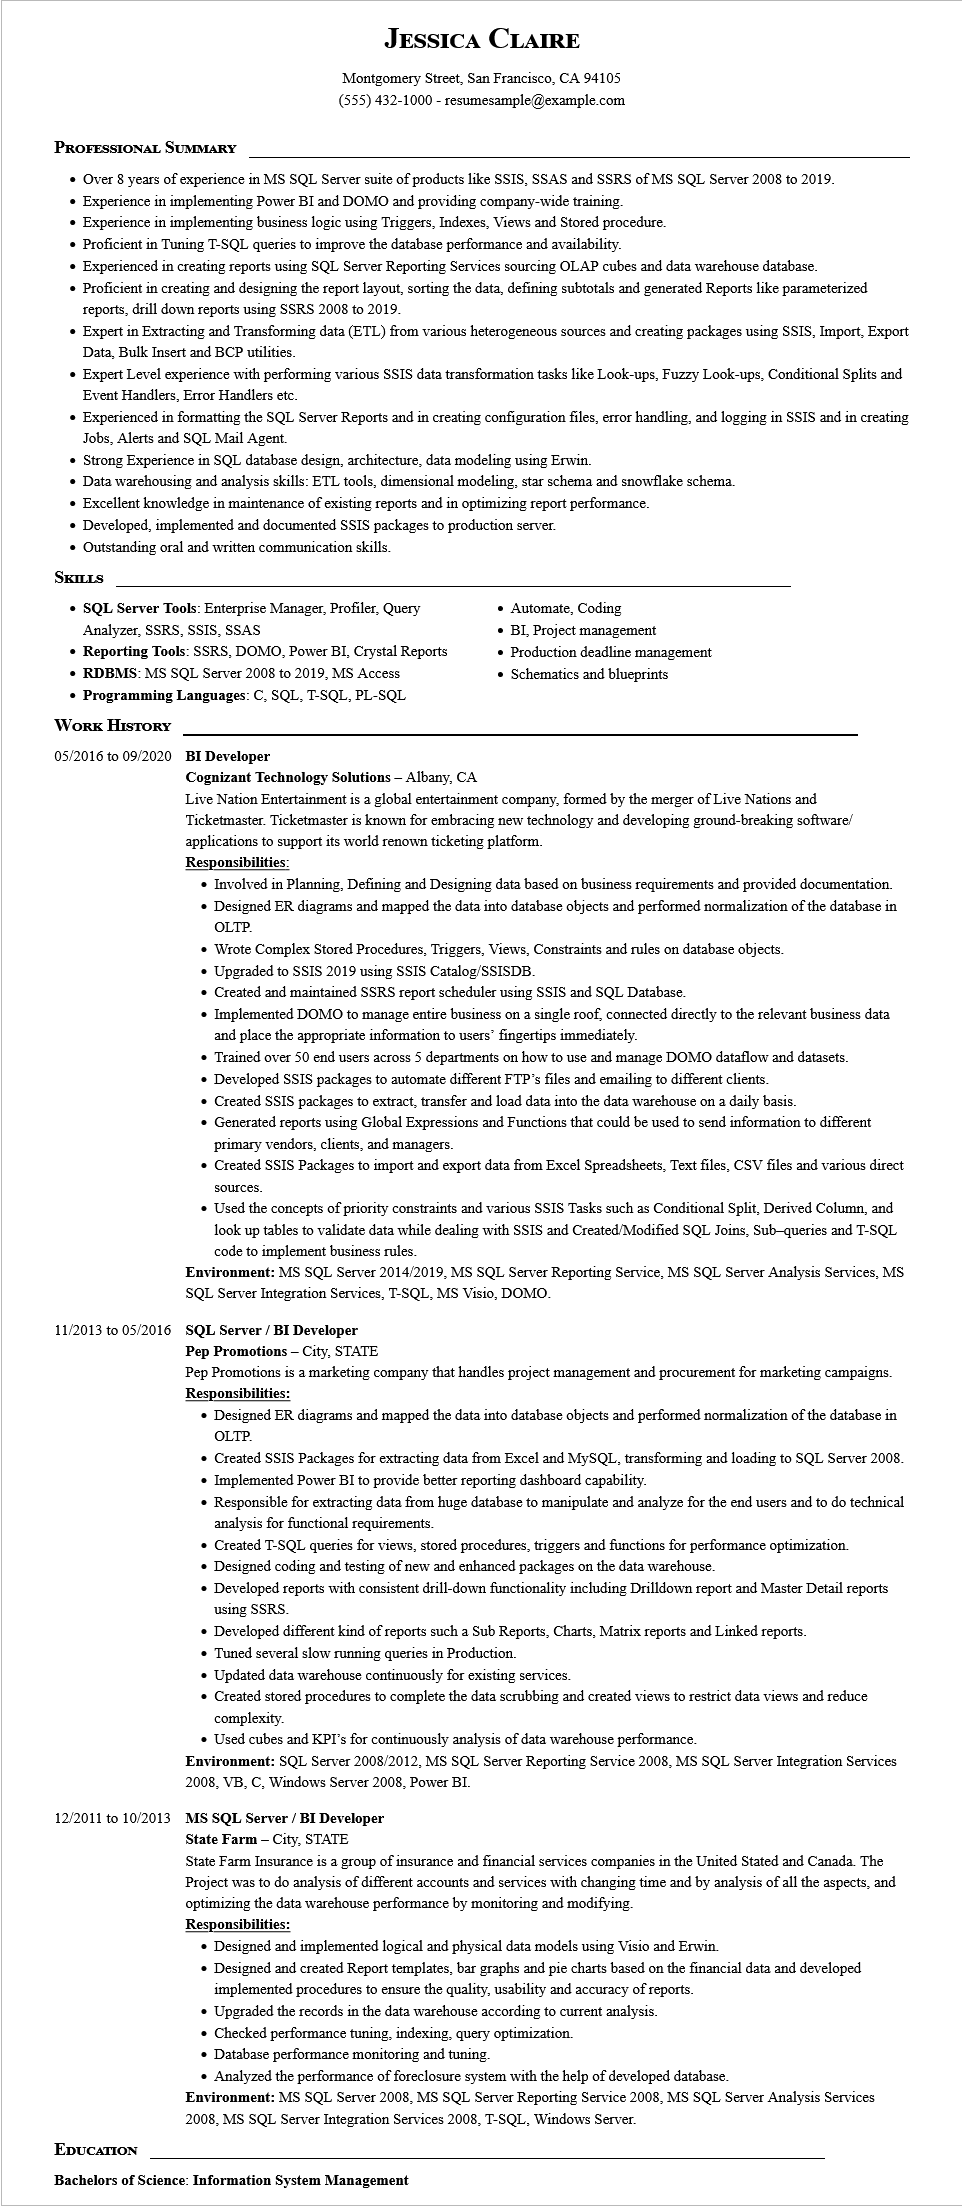 Jessica Claire
Montgomery Street, San Francisco, CA 94105
(555) 432-1000 - resumesample@example.com
Professional Summary
• Over 8 years of experience in MS SQL Server suite of products like SSIS, SSAS and SSRS of MS SQL Server 2008 to 2019.
• Experience in implementing Power BI and DOMO and providing company-wide training.
• Experience in implementing business logic using Triggers, Indexes, Views and Stored procedure.
• Proficient in Tuning T-SQL queries to improve the database performance and availability.
• Experienced in creating reports using SQL Server Reporting Services sourcing OLAP cubes and data warehouse database.
• Proficient in creating and designing the report layout, sorting the data, defining subtotals and generated Reports like parameterized
reports, drill down reports using SSRS 2008 to 2019.
• Expert in Extracting and Transforming data (ETL) from various heterogeneous sources and creating packages using SSIS, Import, Export
Data, Bulk Insert and BCP utilities.
• Expert Level experience with performing various SSIS data transformation tasks like Look-ups, Fuzzy Look-ups, Conditional Splits and
Event Handlers, Error Handlers etc.
• Experienced in formatting the SQL Server Reports and in creating configuration files, error handling, and logging in SSIS and in creating
Jobs, Alerts and SQL Mail Agent.
• Strong Experience in SQL database design, architecture, data modeling using Erwin.
• Data warehousing and analysis skills: ETL tools, dimensional modeling, star schema and snowflake schema.
• Excellent knowledge in maintenance of existing reports and in optimizing report performance.
• Developed, implemented and documented SSIS packages to production server.
• Outstanding oral and written communication skills.
Skills
• SQL Server Tools: Enterprise Manager, Profiler, Query
Analyzer, SSRS, SSIS, SSAS
• Reporting Tools: SSRS, DOMO, Power BI, Crystal Reports
• RDBMS: MS SQL Server 2008 to 2019, MS Access
• Programming Languages: C, SQL, T-SQL, PL-SQL
• Automate, Coding
• BI, Project management
• Production deadline management
• Schematics and blueprints
Work History
05/2016 to 09/2020 BI Developer
Cognizant Technology Solutions – Albany, CA
Live Nation Entertainment is a global entertainment company, formed by the merger of Live Nations and
Ticketmaster. Ticketmaster is known for embracing new technology and developing ground-breaking software/
applications to support its world renown ticketing platform.
Responsibilities:
• Involved in Planning, Defining and Designing data based on business requirements and provided documentation.
• Designed ER diagrams and mapped the data into database objects and performed normalization of the database in
OLTP.
• Wrote Complex Stored Procedures, Triggers, Views, Constraints and rules on database objects.
• Upgraded to SSIS 2019 using SSIS Catalog/SSISDB.
• Created and maintained SSRS report scheduler using SSIS and SQL Database.
• Implemented DOMO to manage entire business on a single roof, connected directly to the relevant business data
and place the appropriate information to users’ fingertips immediately.
• Trained over 50 end users across 5 departments on how to use and manage DOMO dataflow and datasets.
• Developed SSIS packages to automate different FTP’s files and emailing to different clients.
• Created SSIS packages to extract, transfer and load data into the data warehouse on a daily basis.
• Generated reports using Global Expressions and Functions that could be used to send information to different
primary vendors, clients, and managers.
• Created SSIS Packages to import and export data from Excel Spreadsheets, Text files, CSV files and various direct
sources.
• Used the concepts of priority constraints and various SSIS Tasks such as Conditional Split, Derived Column, and
look up tables to validate data while dealing with SSIS and Created/Modified SQL Joins, Sub–queries and T-SQL
code to implement business rules.
Environment: MS SQL Server 2014/2019, MS SQL Server Reporting Service, MS SQL Server Analysis Services, MS
SQL Server Integration Services, T-SQL, MS Visio, DOMO.
11/2013 to 05/2016 SQL Server / BI Developer
Pep Promotions – City, STATE
Pep Promotions is a marketing company that handles project management and procurement for marketing campaigns.
Responsibilities:
• Designed ER diagrams and mapped the data into database objects and performed normalization of the database in
OLTP.
• Created SSIS Packages for extracting data from Excel and MySQL, transforming and loading to SQL Server 2008.
• Implemented Power BI to provide better reporting dashboard capability.
• Responsible for extracting data from huge database to manipulate and analyze for the end users and to do technical
analysis for functional requirements.
• Created T-SQL queries for views, stored procedures, triggers and functions for performance optimization.
• Designed coding and testing of new and enhanced packages on the data warehouse.
• Developed reports with consistent drill-down functionality including Drilldown report and Master Detail reports
using SSRS.
• Developed different kind of reports such a Sub Reports, Charts, Matrix reports and Linked reports.
• Tuned several slow running queries in Production.
• Updated data warehouse continuously for existing services.
• Created stored procedures to complete the data scrubbing and created views to restrict data views and reduce
complexity.
• Used cubes and KPI’s for continuously analysis of data warehouse performance.
Environment: SQL Server 2008/2012, MS SQL Server Reporting Service 2008, MS SQL Server Integration Services
2008, VB, C, Windows Server 2008, Power BI.
12/2011 to 10/2013 MS SQL Server / BI Developer
State Farm – City, STATE
State Farm Insurance is a group of insurance and financial services companies in the United Stated and Canada. The
Project was to do analysis of different accounts and services with changing time and by analysis of all the aspects, and
optimizing the data warehouse performance by monitoring and modifying.
Responsibilities:
• Designed and implemented logical and physical data models using Visio and Erwin.
• Designed and created Report templates, bar graphs and pie charts based on the financial data and developed
implemented procedures to ensure the quality, usability and accuracy of reports.
• Upgraded the records in the data warehouse according to current analysis.
• Checked performance tuning, indexing, query optimization.
• Database performance monitoring and tuning.
• Analyzed the performance of foreclosure system with the help of developed database.
Environment: MS SQL Server 2008, MS SQL Server Reporting Service 2008, MS SQL Server Analysis Services
2008, MS SQL Server Integration Services 2008, T-SQL, Windows Server.
Education
Bachelors of Science: Information System Management